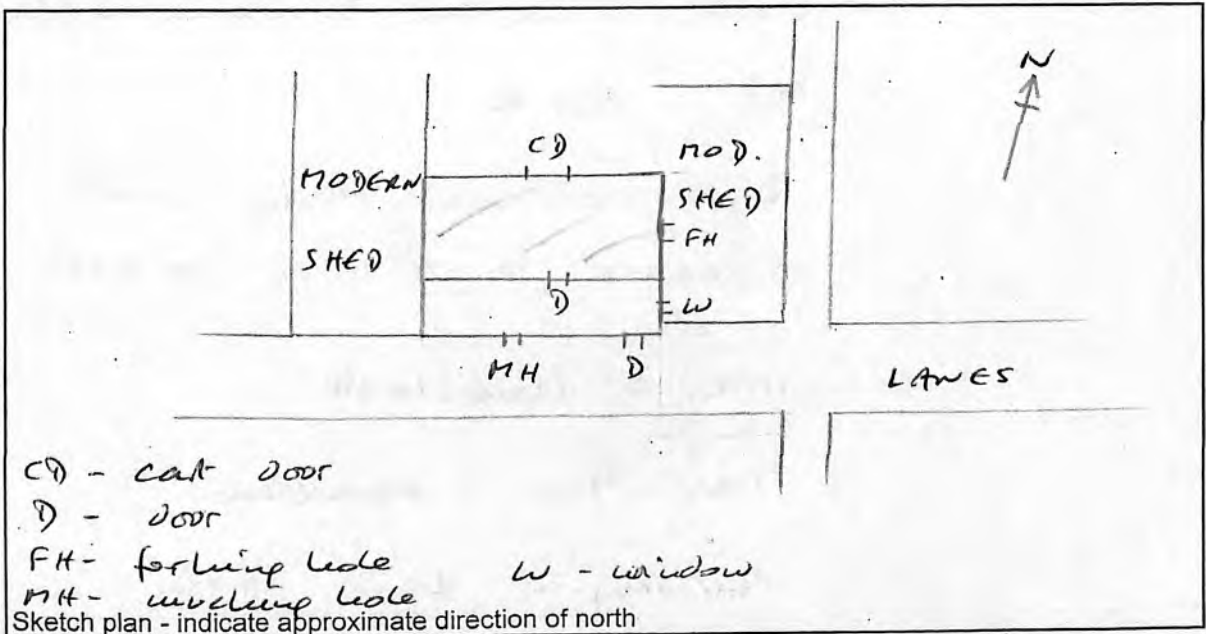 N
CD
MOD.
MODERN
SHED
FH
SHED
D
W
MH
D
LANES
CD - cart door
D - door
FH - forking hole
W - window
MH - mucking hole
Sketch plan - indicate approximate direction of north